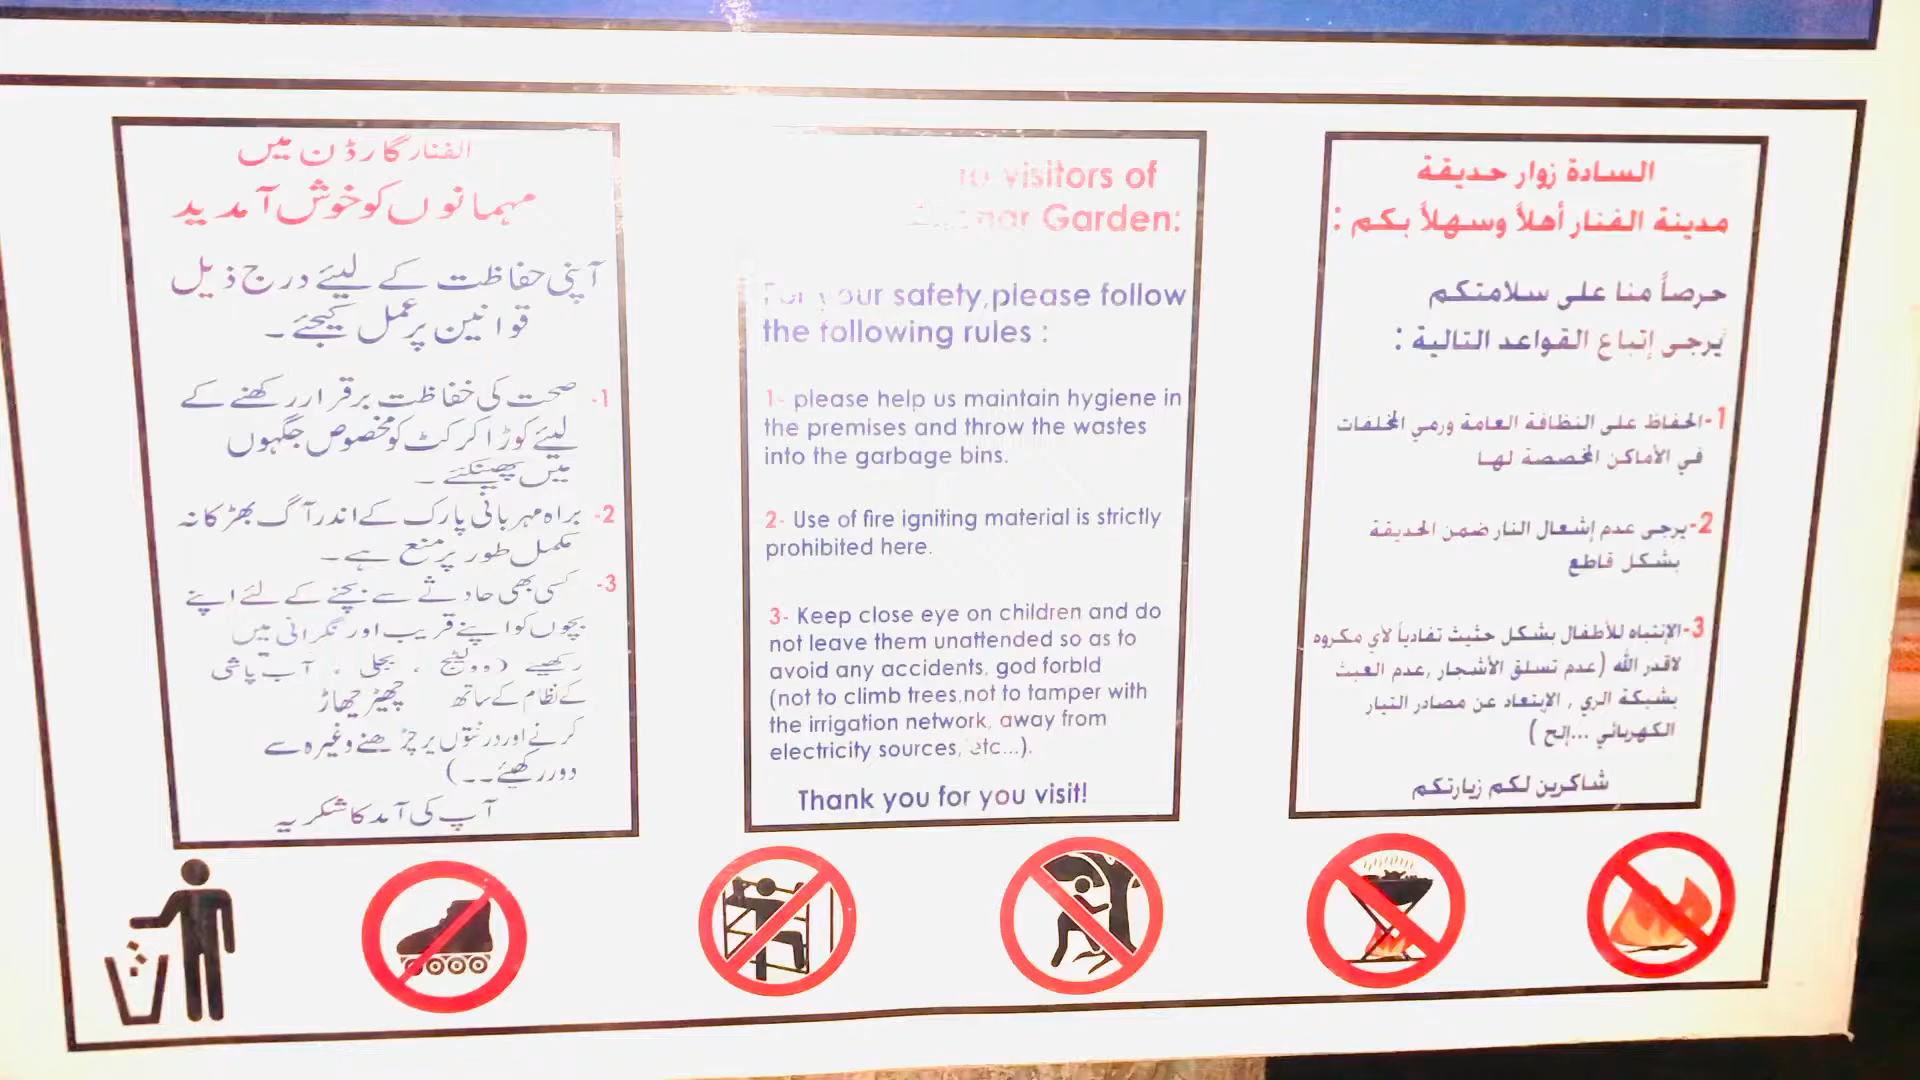 الفنار گارڈن میں
مہمانوں کو خوش آمدید
آپنی حفاظت کے لیئے درج ذیل
قوانین پر عمل کیجئے۔
1- صحت کی حفاظت برقرار رکھنے کے
لیئے کوڑا کرکٹ کو مخصوص جگہوں
میں پھینکئے۔
2- براہ مہربانی پارک کے اندر آگ بھڑکانہ
مکمل طور پر منع ہے۔
3- کسی بھی حادثے سے بچنے کے لئے اپنے
بچوں کو اپنے قریب اور نگرانی میں
رکھیے (وولٹیج ، بجلی ، آب پاشی
کے نظام کے ساتھ چھیڑ چھاڑ
کرنے اور درختوں پر چڑھنے وغیرہ سے
دور رکھیئے۔۔)
آپ کی آمد کا شکریہ
to visitors of
Garden:
For your safety,please follow
the following rules :
1- please help us maintain hygiene in
the premises and throw the wastes
into the garbage bins.
2- Use of fire igniting material is strictly
prohibited here.
3- Keep close eye on children and do
not leave them unattended so as to
avoid any accidents, god forbid
(not to climb trees,not to tamper with
the irrigation network, away from
electricity sources, etc...).
Thank you for you visit!
السادة زوار حديقة
مدينة الفنار أهلاً وسهلاً بكم :
حرصاً منا على سلامتكم
يرجى إتباع القواعد التالية :
1-الحفاظ على النظافة العامة ورمي المخلفات
في الأماكن المخصصة لها
2-يرجى عدم إشعال النار ضمن الحديقة
بشكل قاطع
3-الإنتباه للأطفال بشكل حثيث تفادياً لأي مكروه
لاقدر الله (عدم تسلق الأشجار ,عدم العبث
بشبكة الري , الإبتعاد عن مصادر التيار
الكهربائي ...إلخ )
شاكرين لكم زيارتكم